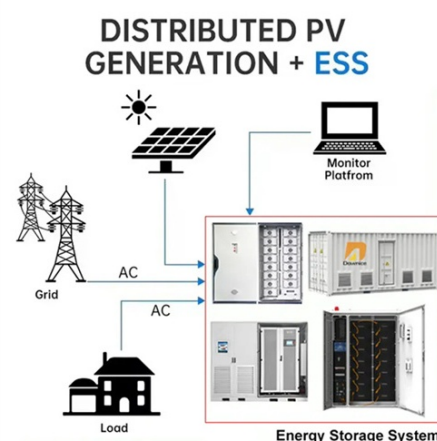 DISTRIBUTED PV
GENERATION + ESS
Monitor
Platfrom
AC
Grid
AC
Load
Energy Storage System